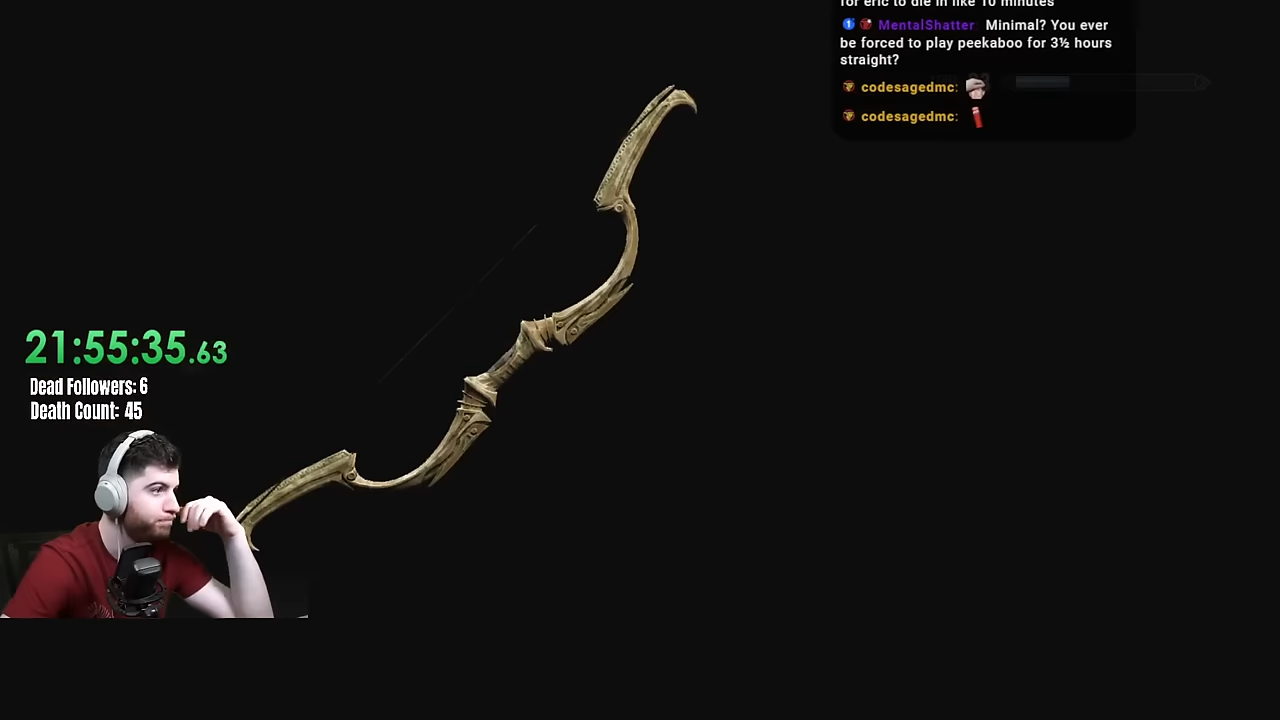 for eric to die in like 10 minutes
MentalShatter: Minimal? You ever
be forced to play peekaboo for 3½ hours
straight?
codesagedmc:
codesagedmc:
21:55:35.63
Dead Followers: 6
Death Count: 45